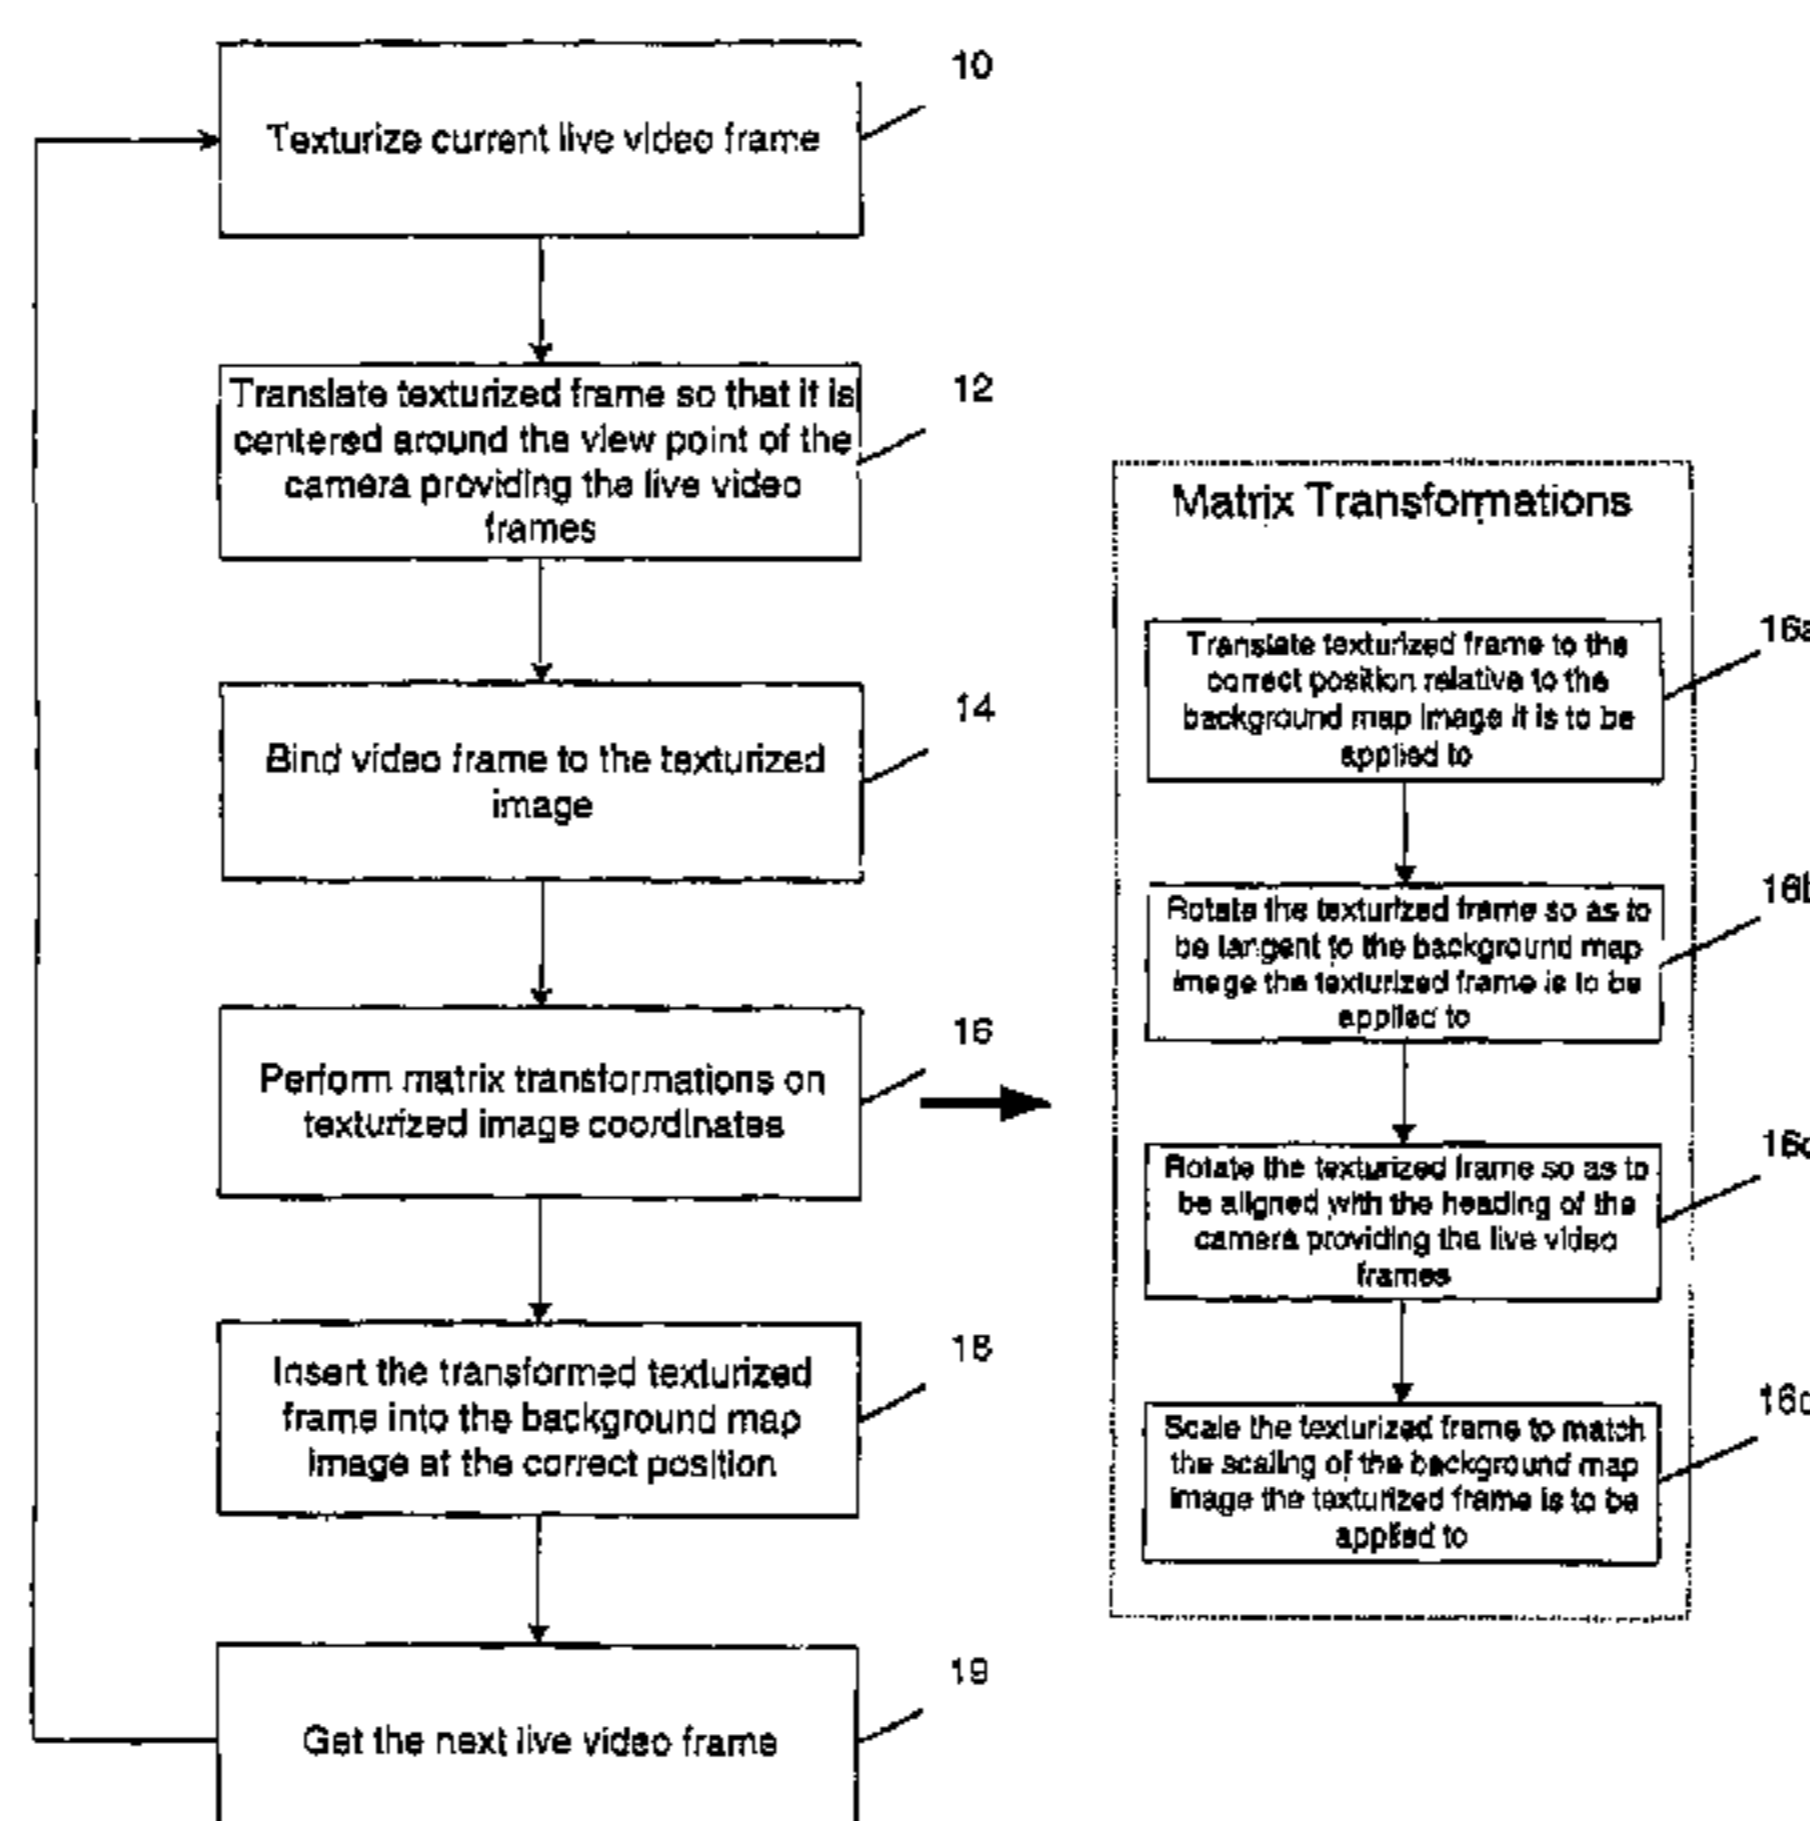 10
Texturize current live video frame
12
Translate texturized frame so that it is
centered around the view point of the
camera providing the live video
frames
14
Bind video frame to the texturized
image
16
Perform matrix transformations on
texturized image coordinates
18
Insert the transformed texturized
frame into the background map
image at the correct position
19
Get the next live video frame
Matrix Transformations
16a
Translate texturized frame to the
correct position relative to the
background map image it is to be
applied to
16b
Rotate the texturized frame so as to
be tangent to the background map
image the texturized frame is to be
applied to
16c
Rotate the texturized frame so as to
be aligned with the heading of the
camera providing the live video
frames
16d
Scale the texturized frame to match
the scaling of the background map
image the texturized frame is to be
applied to